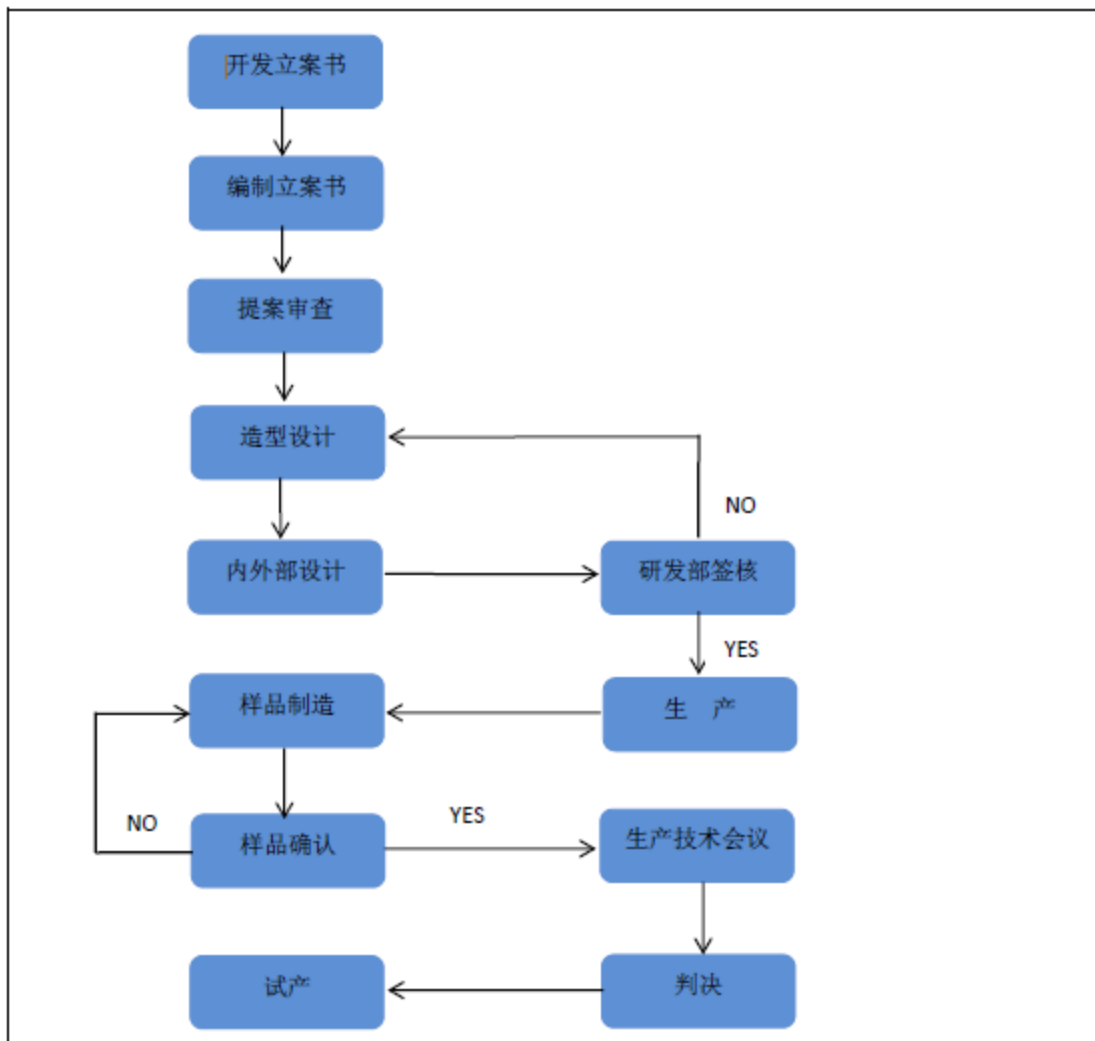 开发立案书
编制立案书
提案审查
造型设计
NO
内外部设计
研发部签核
YES
样品制造
生 产
NO
YES
样品确认
生产技术会议
试产
判决